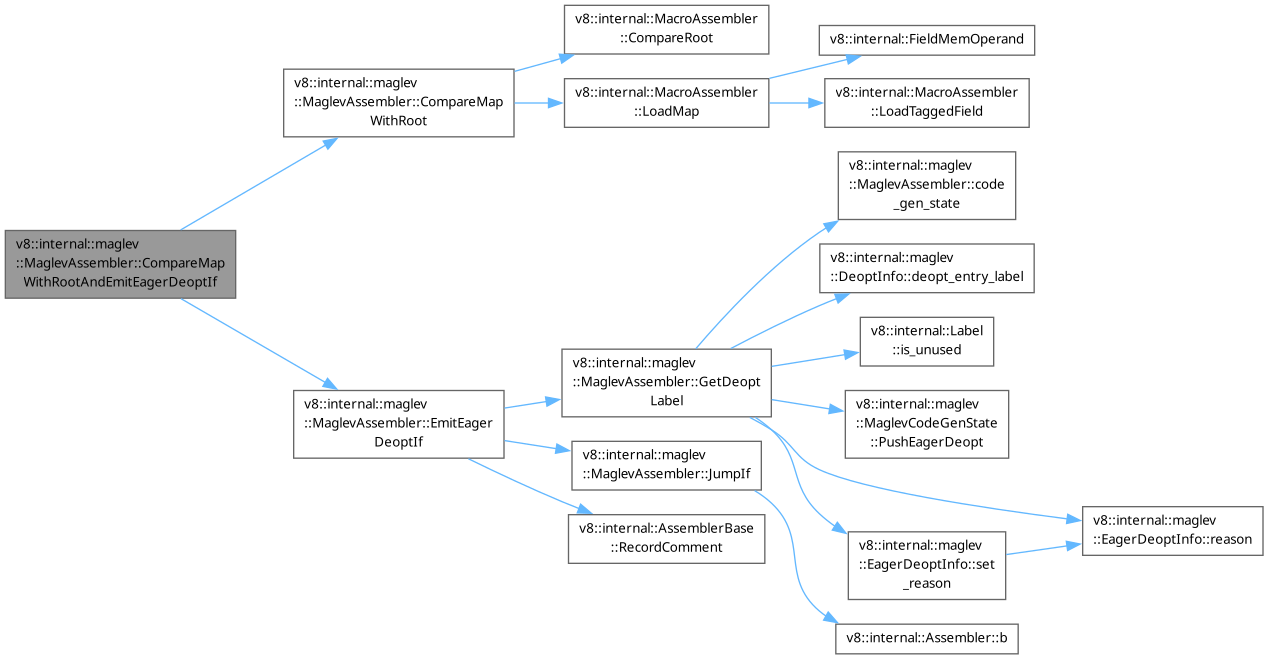 v8::internal::maglev
::MaglevAssembler::CompareMap
WithRootAndEmitEagerDeoptIf
v8::internal::maglev
::MaglevAssembler::CompareMap
WithRoot
v8::internal::MacroAssembler
::CompareRoot
v8::internal::MacroAssembler
::LoadMap
v8::internal::FieldMemOperand
v8::internal::MacroAssembler
::LoadTaggedField
v8::internal::maglev
::MaglevAssembler::EmitEager
DeoptIf
v8::internal::maglev
::MaglevAssembler::GetDeopt
Label
v8::internal::maglev
::MaglevAssembler::code
_gen_state
v8::internal::maglev
::DeoptInfo::deopt_entry_label
v8::internal::Label
::is_unused
v8::internal::maglev
::MaglevCodeGenState
::PushEagerDeopt
v8::internal::maglev
::EagerDeoptInfo::reason
v8::internal::maglev
::EagerDeoptInfo::set
_reason
v8::internal::maglev
::MaglevAssembler::JumpIf
v8::internal::Assembler::b
v8::internal::AssemblerBase
::RecordComment